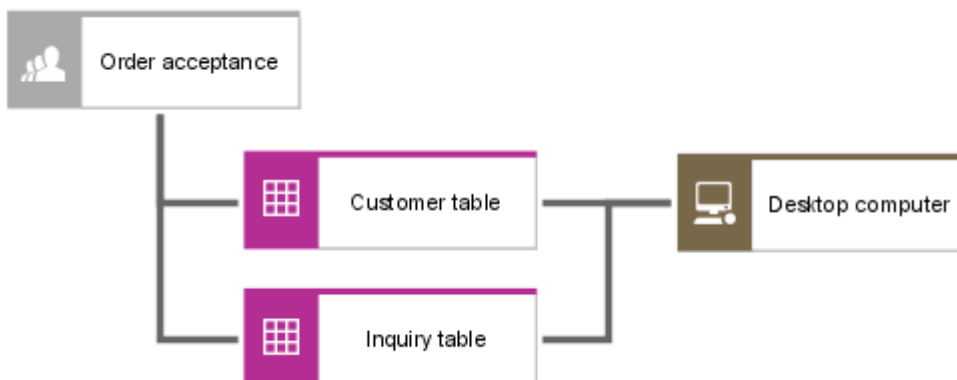 Order acceptance
Customer table
Desktop computer
Inquiry table